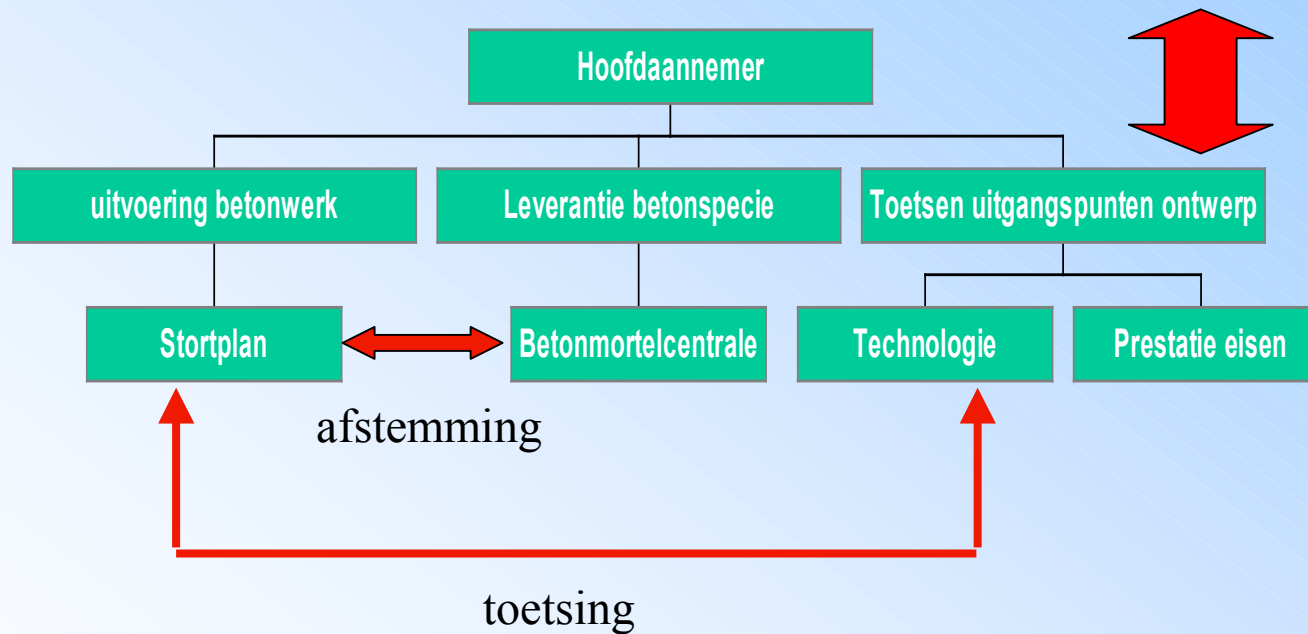 Hoofdaannemer
uitvoering betonwerk
Leverantie betonspecie
Toetsen uitgangspunten ontwerp
Stortplan
Betonmortelcentrale
Technologie
Prestatie eisen
afstemming
toetsing